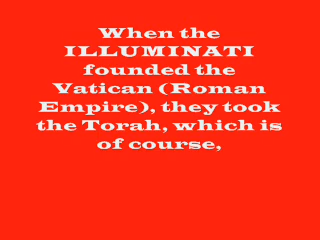 When the
ILLUMINATI
founded the
Vatican (Roman
Empire), they took
the Torah, which is
of course,